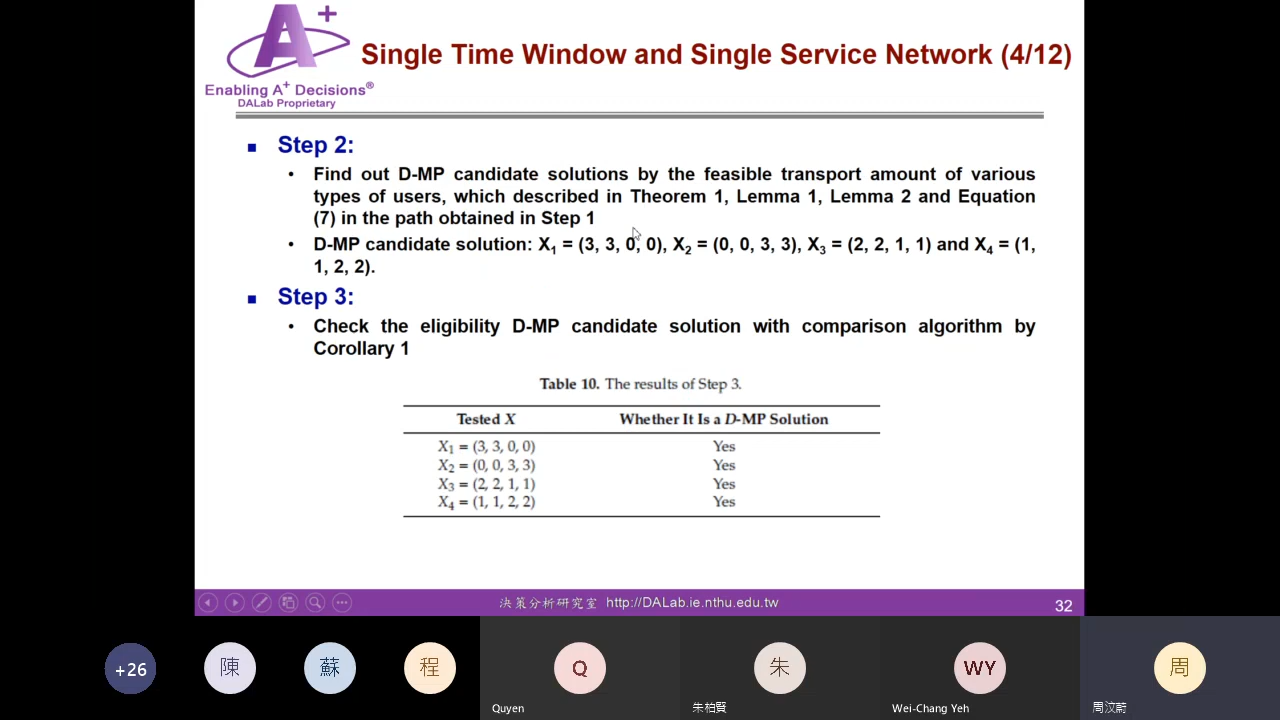 A+
Enabling A+ Decisions®
DALab Proprietary
Single Time Window and Single Service Network (4/12)
Step 2:
• Find out D-MP candidate solutions by the feasible transport amount of various
types of users, which described in Theorem 1, Lemma 1, Lemma 2 and Equation
(7) in the path obtained in Step 1
• D-MP candidate solution: X1 = (3, 3, 0, 0), X2 = (0, 0, 3, 3), X3 = (2, 2, 1, 1) and X4 = (1,
1, 2, 2).
Step 3:
• Check the eligibility D-MP candidate solution with comparison algorithm by
Corollary 1
Table 10. The results of Step 3.
Tested X Whether It Is a D-MP Solution
X1 = (3, 3, 0, 0) Yes
X2 = (0, 0, 3, 3) Yes
X3 = (2, 2, 1, 1) Yes
X4 = (1, 1, 2, 2) Yes
決策分析研究室 http://DALab.ie.nthu.edu.tw
32
+26
陳
蘇
程
Q
朱
WY
周
Quyen
朱柏賢
Wei-Chang Yeh
周汶蔚